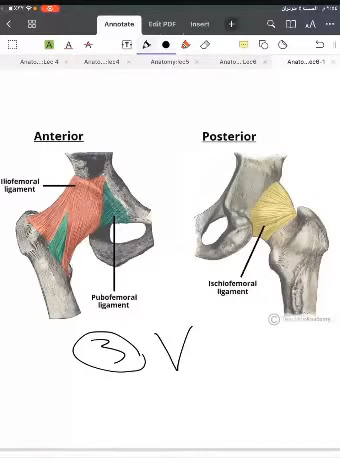 Annotate Edit PDF Insert
Anato...:Lec 4 Anato...:lec4 Anatomy:lec5 Anato... Lec6 Anato...ec6-1
Anterior
Posterior
Iliofemoral
ligament
Pubofemoral
ligament
Ischiofemoral
ligament
TeachMeAnatomy
3 V